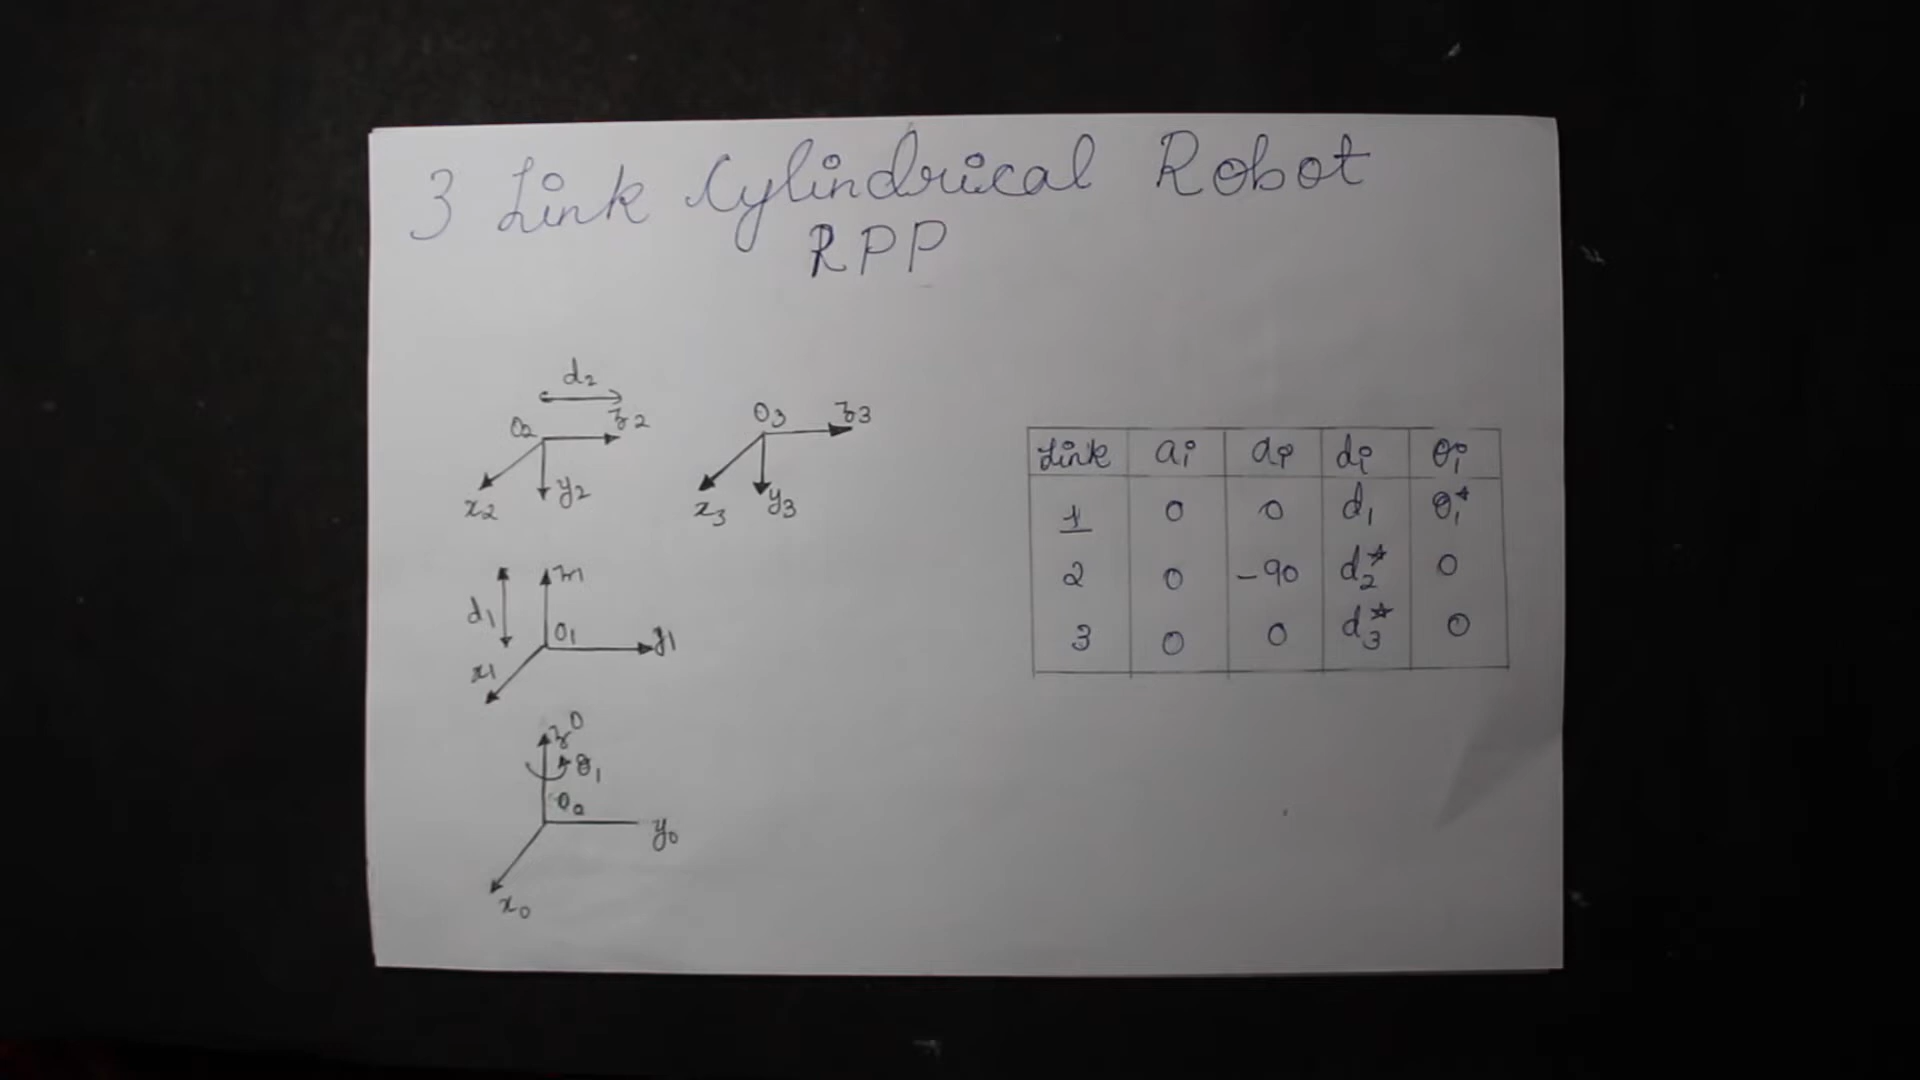 3 Link Cylindrical Robot
RPP
d2
O2 z2
x2 y2
O3 z3
x3 y3
d1 z1
O1 y1
x1
z0
θ1
O0
y0
x0
Link ai αi di θi
1 0 0 d1 θ1*
2 0 -90 d2* 0
3 0 0 d3* 0